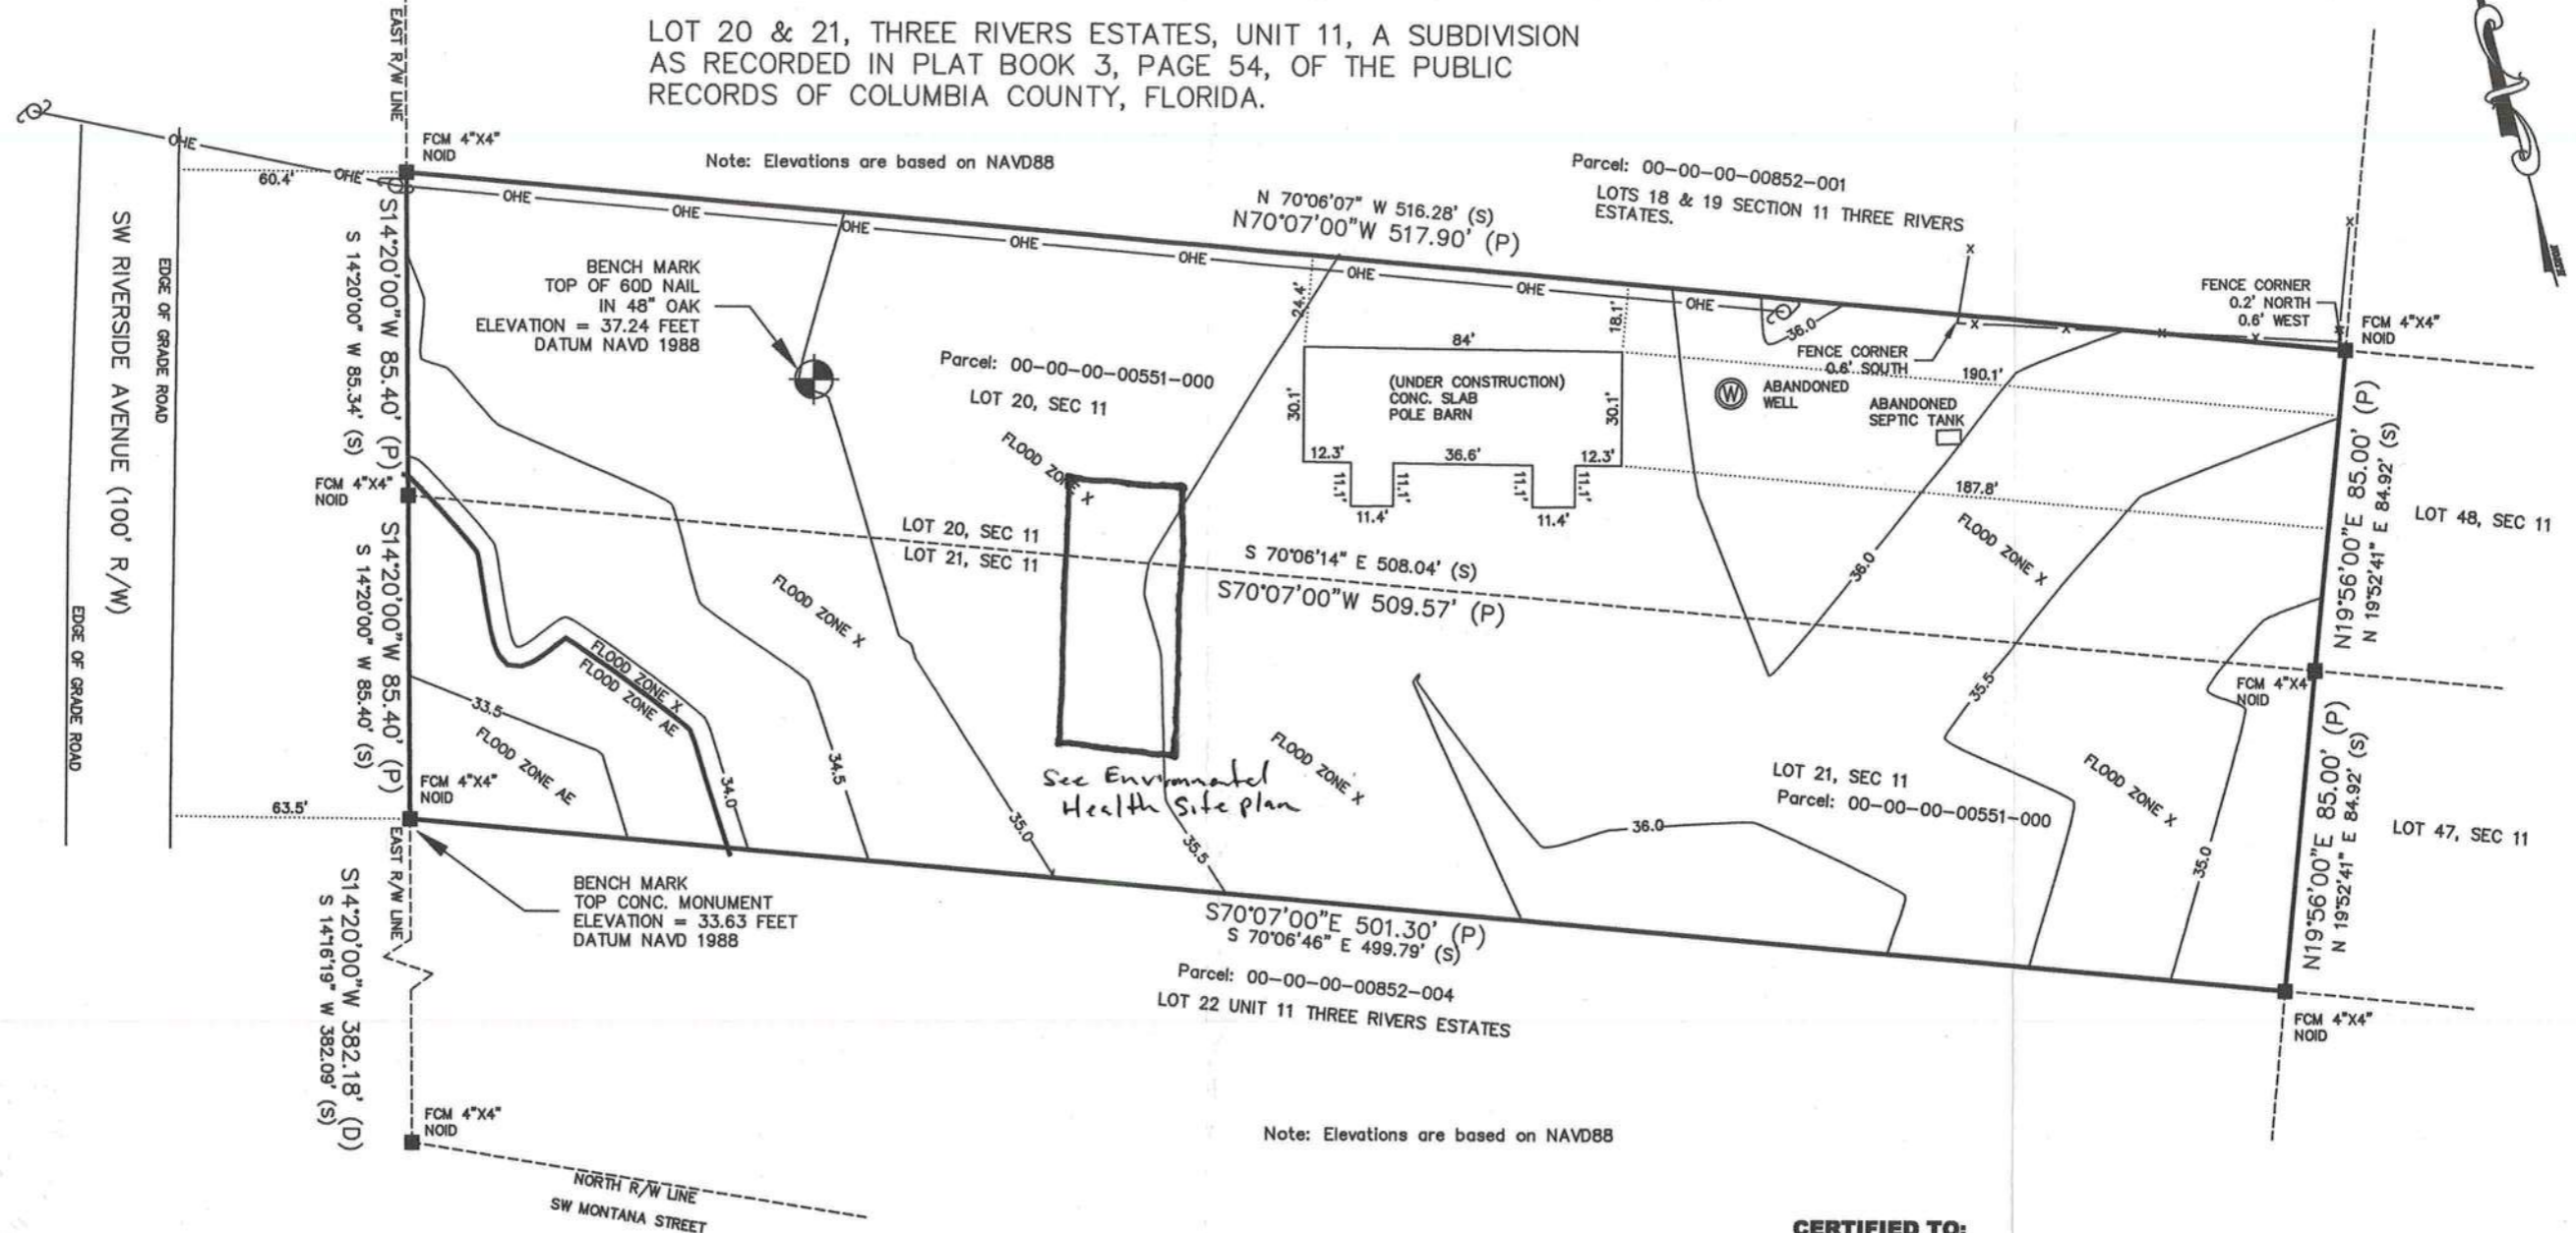 LOT 20 & 21, THREE RIVERS ESTATES, UNIT 11, A SUBDIVISION
AS RECORDED IN PLAT BOOK 3, PAGE 54, OF THE PUBLIC
RECORDS OF COLUMBIA COUNTY, FLORIDA.
EAST R/W LINE
FCM 4"X4"
NOID
Note: Elevations are based on NAVD88
OHE
60.4'
OHE
OHE
OHE
OHE
OHE
OHE
OHE
OHE
OHE
Parcel: 00-00-00-00852-001
LOTS 18 & 19 SECTION 11 THREE RIVERS
ESTATES.
N 70°06'07" W 516.28' (S)
N70°07'00"W 517.90' (P)
NORTH
SW RIVERSIDE AVENUE (100' R/W)
EDGE OF GRADE ROAD
EDGE OF GRADE ROAD
S14°20'00"W 85.40' (P)
S 14°20'00" W 85.34' (S)
BENCH MARK
TOP OF 60D NAIL
IN 48" OAK
ELEVATION = 37.24 FEET
DATUM NAVD 1988
Parcel: 00-00-00-00551-000
LOT 20, SEC 11
FLOOD ZONE X
24.4'
18.1'
84'
30.1'
(UNDER CONSTRUCTION)
CONC. SLAB
POLE BARN
30.1'
12.3'
36.6'
12.3'
11.1'
11.1'
11.1'
11.1'
11.4'
11.4'
36.0
FENCE CORNER
0.6' SOUTH
190.1'
W
ABANDONED
WELL
ABANDONED
SEPTIC TANK
187.8'
x
x
x
x
x
x
x
FENCE CORNER
0.2' NORTH
0.6' WEST
FCM 4"X4"
NOID
N19°56'00"E 85.00' (P)
N 19°52'41" E 84.92' (S)
LOT 48, SEC 11
FCM 4"X4"
NOID
LOT 20, SEC 11
LOT 21, SEC 11
S 70°06'14" E 508.04' (S)
S70°07'00"W 509.57' (P)
36.0
FLOOD ZONE X
35.5
FCM 4"X4"
NOID
S14°20'00"W 85.40' (P)
S 14°20'00" W 85.40' (S)
FLOOD ZONE X
FLOOD ZONE X
FLOOD ZONE AE
33.5
FLOOD ZONE AE
34.0
34.5
35.0
35.5
See Environmental
Health Site plan
FLOOD ZONE X
36.0
LOT 21, SEC 11
Parcel: 00-00-00-00551-000
FLOOD ZONE X
35.0
N19°56'00"E 85.00' (P)
N 19°52'41" E 84.92' (S)
LOT 47, SEC 11
FCM 4"X4"
NOID
63.5'
EAST R/W LINE
BENCH MARK
TOP CONC. MONUMENT
ELEVATION = 33.63 FEET
DATUM NAVD 1988
S70°07'00"E 501.30' (P)
S 70°06'46" E 499.79' (S)
Parcel: 00-00-00-00852-004
LOT 22 UNIT 11 THREE RIVERS ESTATES
FCM 4"X4"
NOID
S14°20'00"W 382.18' (D)
S 14°16'19" W 382.09' (S)
FCM 4"X4"
NOID
Note: Elevations are based on NAVD88
NORTH R/W LINE
SW MONTANA STREET
CERTIFIED TO: